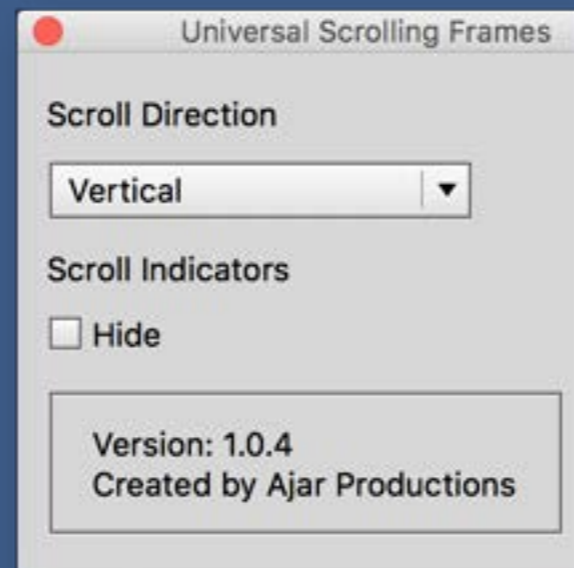 Universal Scrolling Frames
Scroll Direction
Vertical
Scroll Indicators
Hide
Version: 1.0.4
Created by Ajar Productions